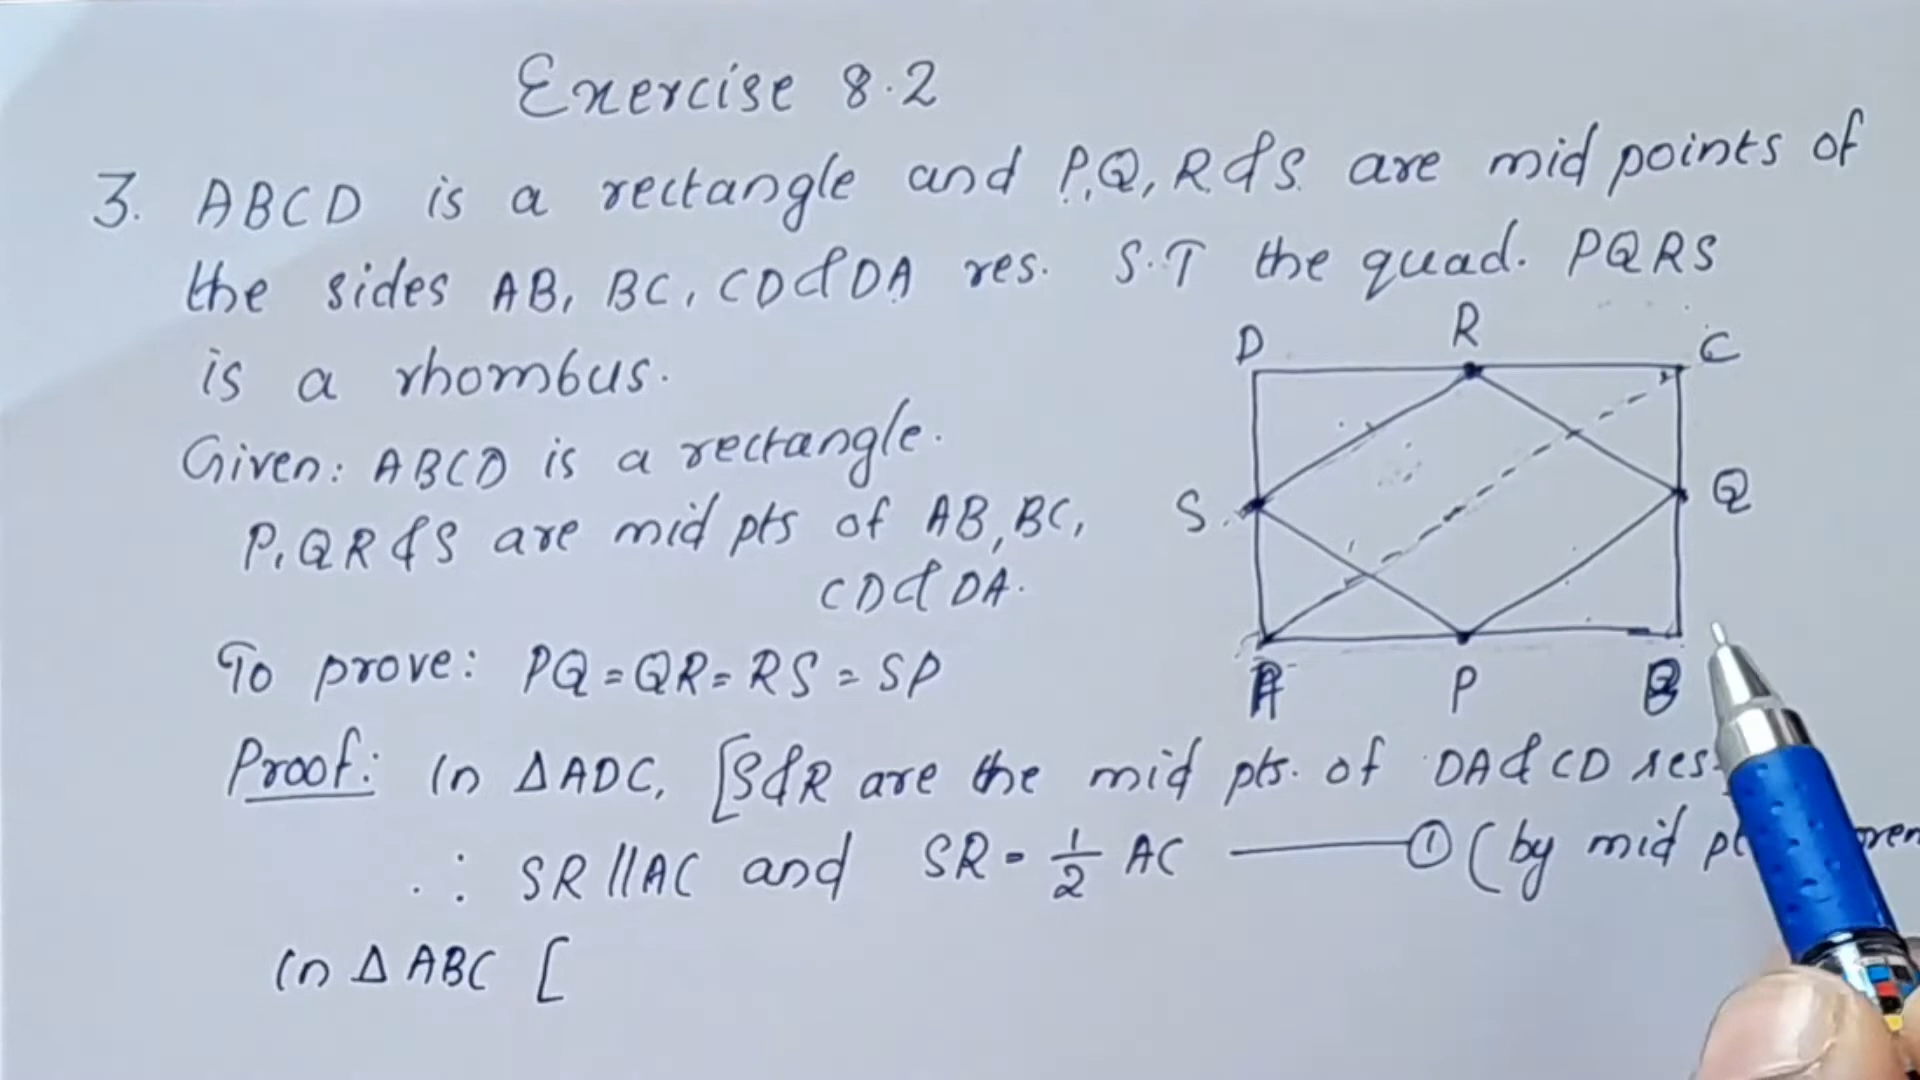 Exercise 8.2
3. ABCD is a rectangle and P,Q,R&S are mid points of
the sides AB, BC, CD&DA res. S.T the quad. PQRS
is a rhombus.
Given: ABCD is a rectangle.
P,QR&S are mid pts of AB,BC,
CD&DA.
To prove: PQ=QR=RS=SP
Proof: In ΔADC, [S&R are the mid pts. of DA&CD res.
∴ SR||AC and SR=1/2 AC —— ① (by mid
In ΔABC [
D R C
S. Q
A P B